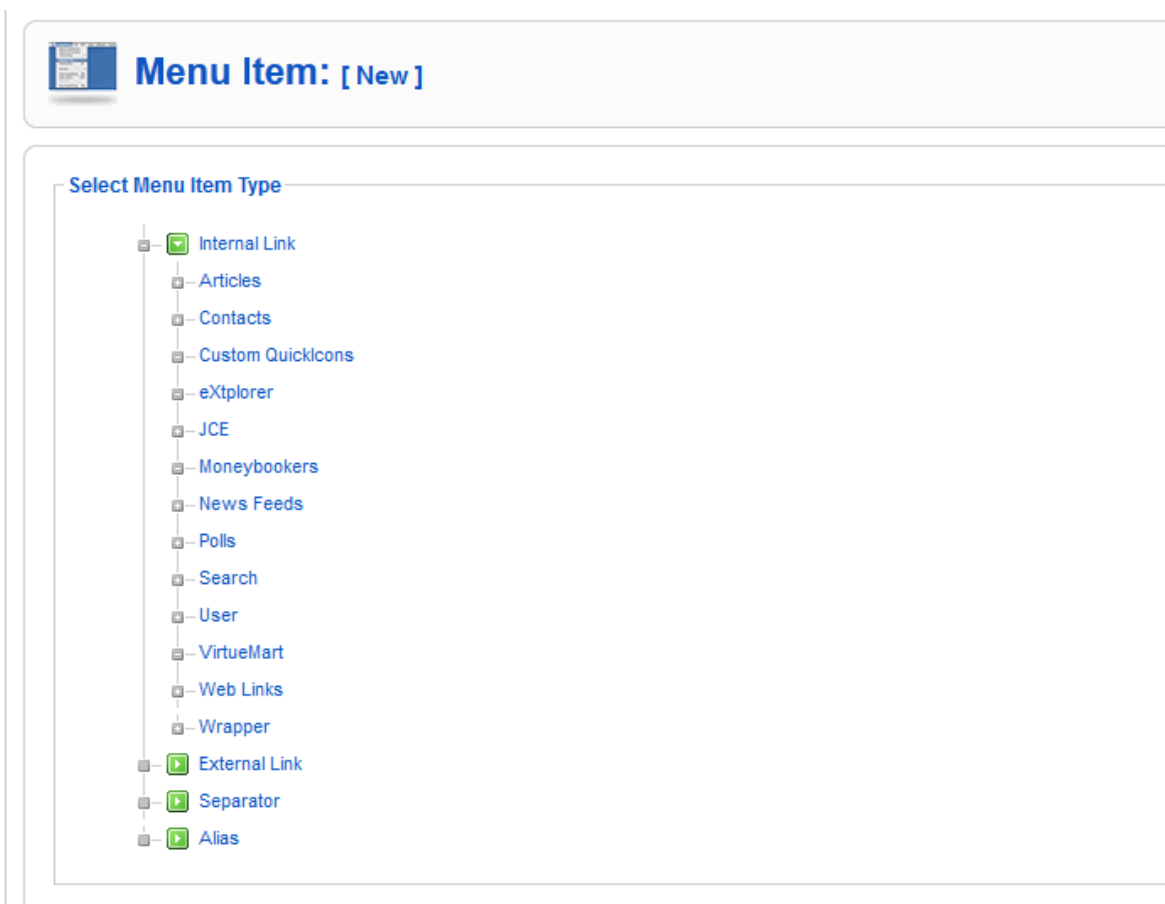 Menu Item: [ New ]
Select Menu Item Type
Internal Link
Articles
Contacts
Custom QuickIcons
eXtplorer
JCE
Moneybookers
News Feeds
Polls
Search
User
VirtueMart
Web Links
Wrapper
External Link
Separator
Alias